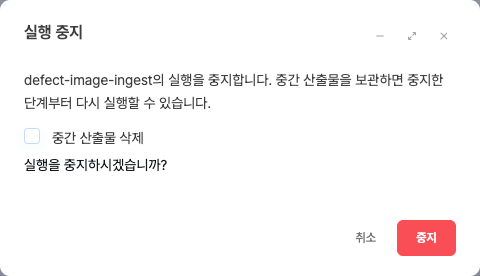 실행 중지
defect-image-ingest의 실행을 중지합니다. 중간 산출물을 보관하면 중지한
단계부터 다시 실행할 수 있습니다.
중간 산출물 삭제
실행을 중지하시겠습니까?
취소
중지